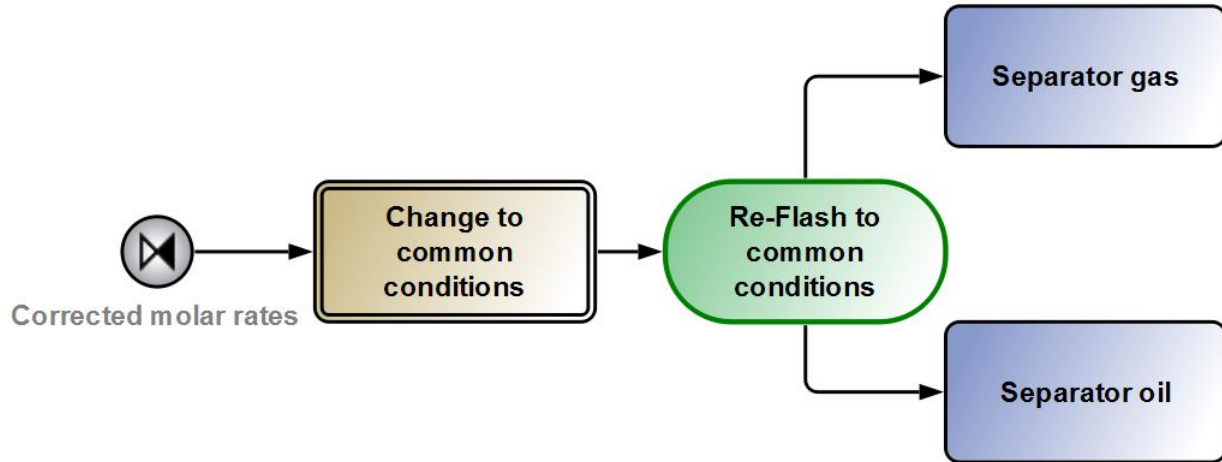 Corrected molar rates
Change to
common
conditions
Re-Flash to
common
conditions
Separator gas
Separator oil